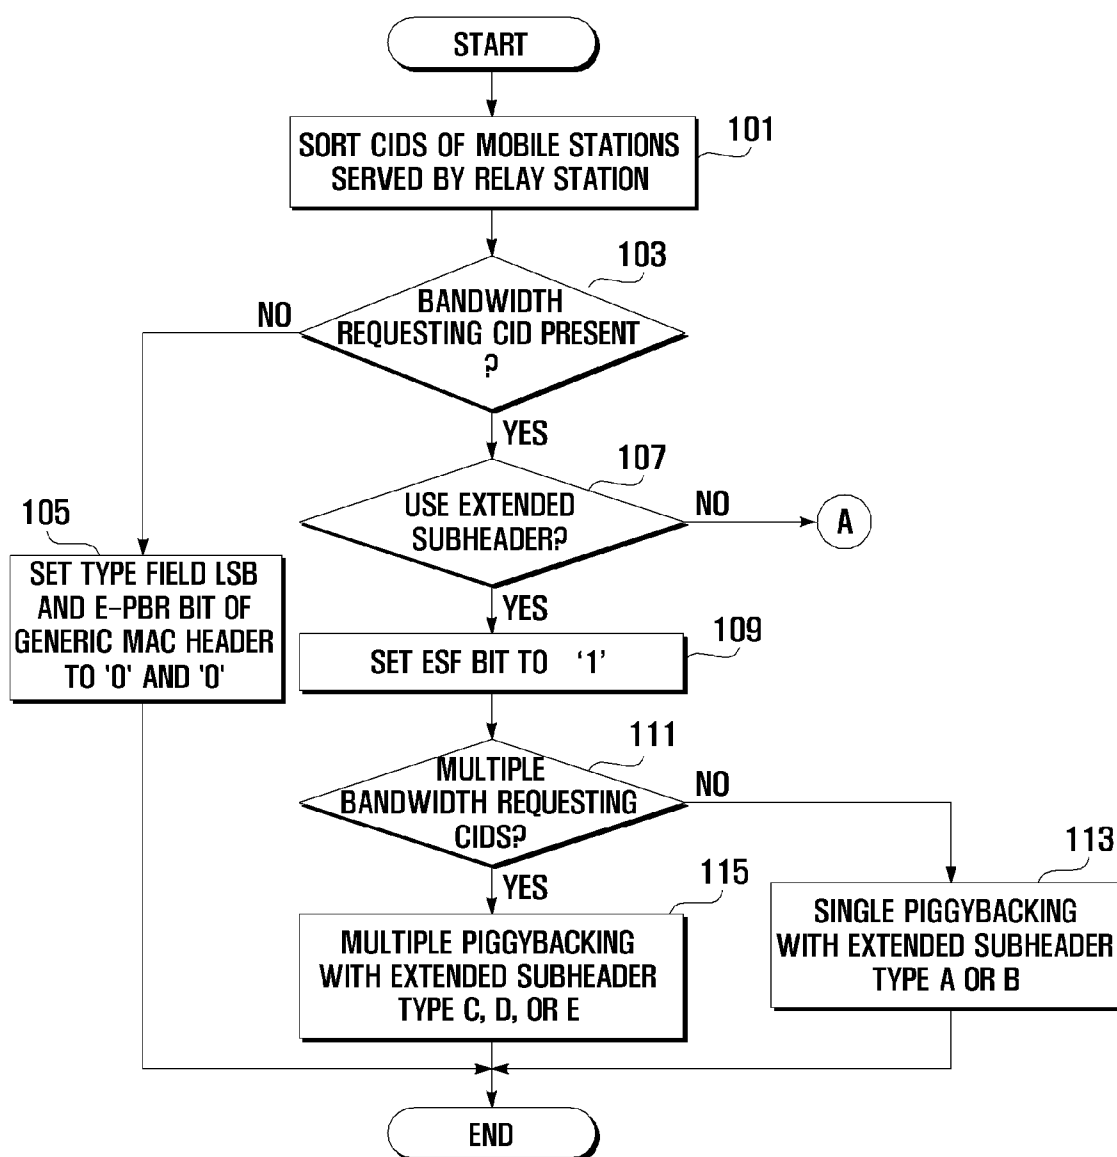 START
SORT CIDS OF MOBILE STATIONS
SERVED BY RELAY STATION
101
BANDWIDTH
REQUESTING CID PRESENT
?
103
NO
YES
USE EXTENDED
SUBHEADER?
107
NO
A
105
SET TYPE FIELD LSB
AND E-PBR BIT OF
GENERIC MAC HEADER
TO '0' AND '0'
YES
SET ESF BIT TO '1'
109
MULTIPLE
BANDWIDTH REQUESTING
CIDS?
111
NO
YES
115
MULTIPLE PIGGYBACKING
WITH EXTENDED SUBHEADER
TYPE C, D, OR E
113
SINGLE PIGGYBACKING
WITH EXTENDED SUBHEADER
TYPE A OR B
END